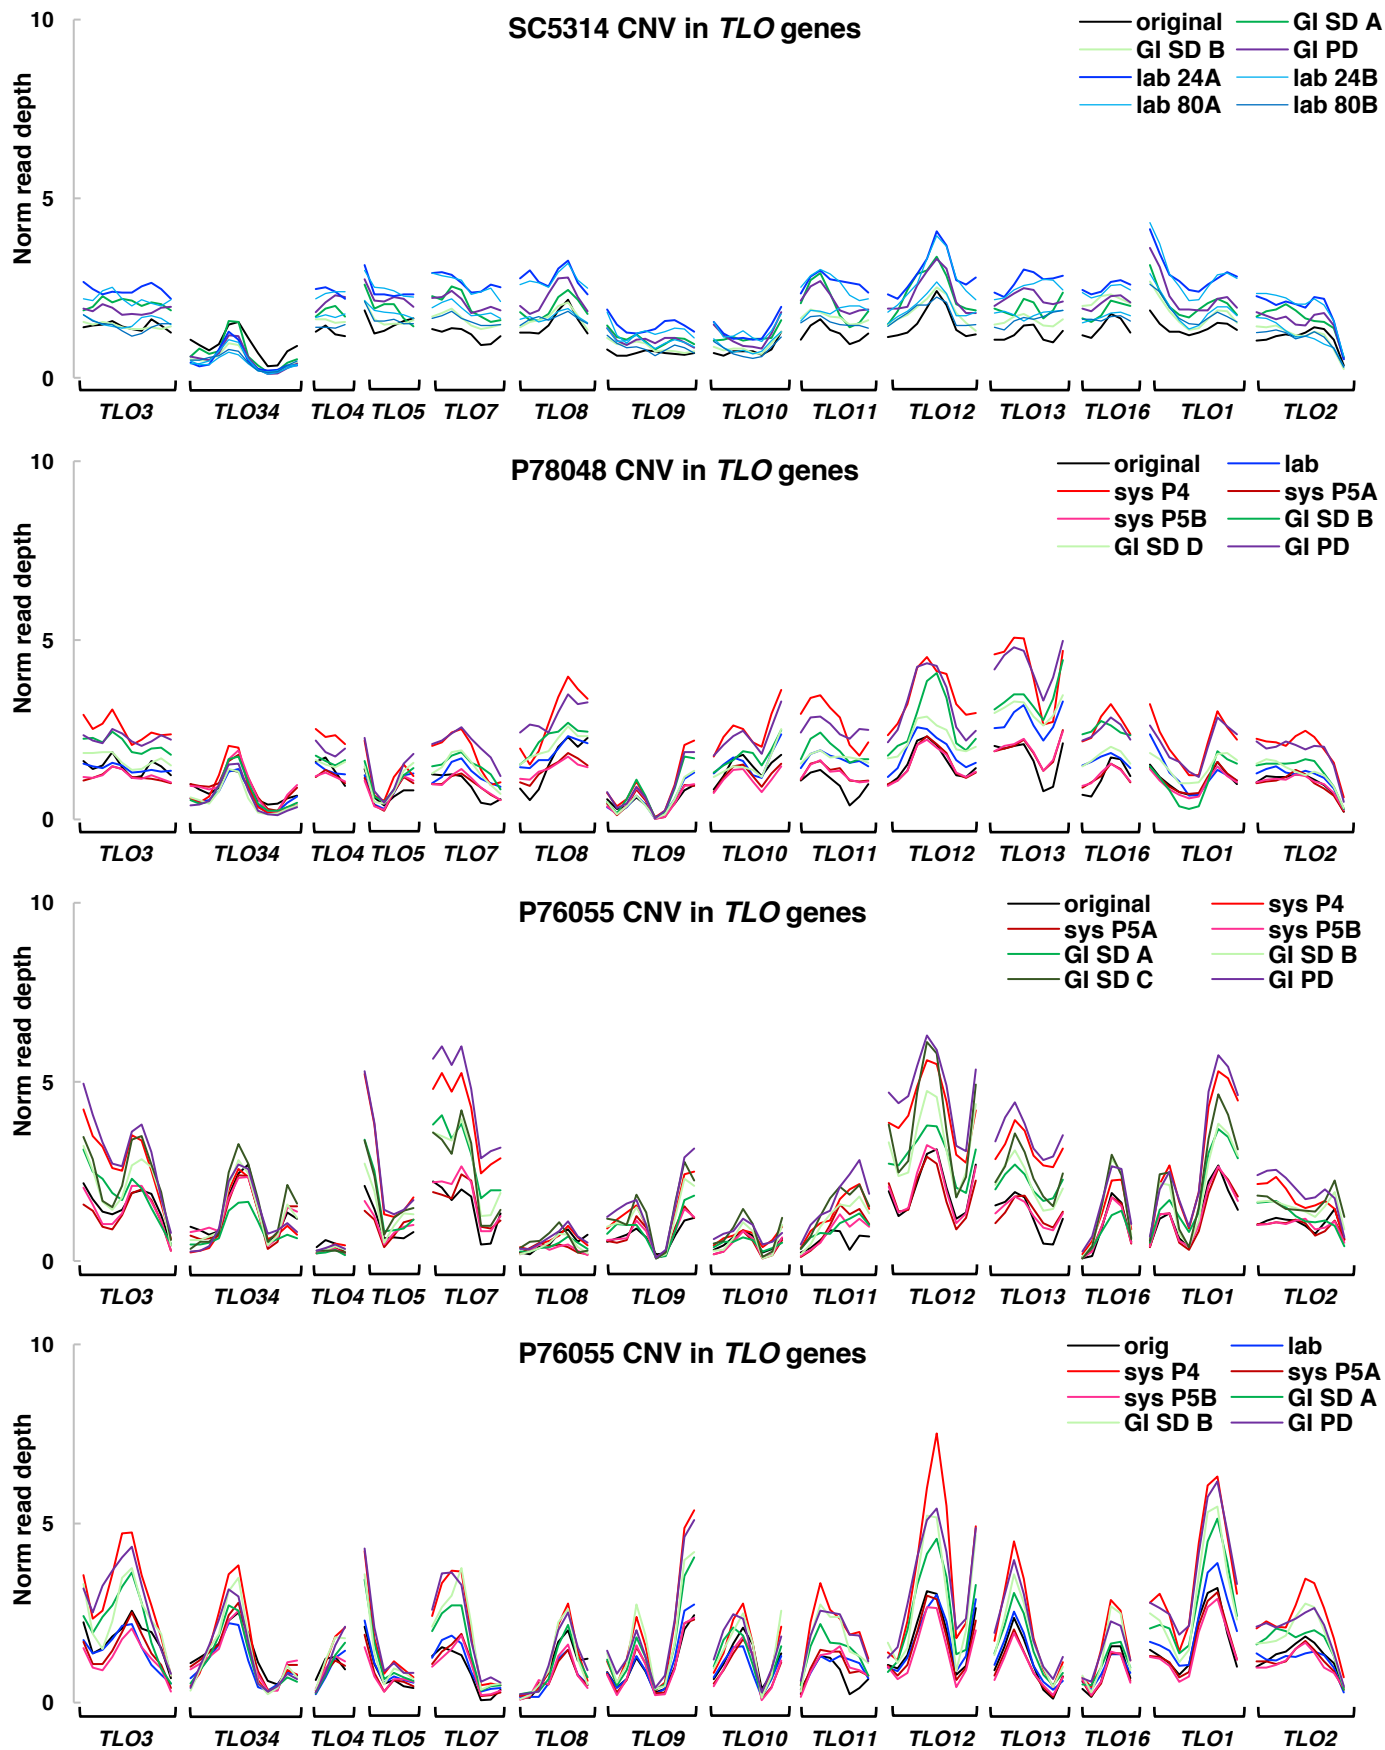 SC5314 CNV in TLO genes
original GI SD A
GI SD B GI PD
lab 24A lab 24B
lab 80A lab 80B
Norm read depth
10
5
0
TLO3 TLO34 TLO4 TLO5 TLO7 TLO8 TLO9 TLO10 TLO11 TLO12 TLO13 TLO16 TLO1 TLO2
P78048 CNV in TLO genes
original lab
sys P4 sys P5A
sys P5B GI SD B
GI SD D GI PD
Norm read depth
10
5
0
TLO3 TLO34 TLO4 TLO5 TLO7 TLO8 TLO9 TLO10 TLO11 TLO12 TLO13 TLO16 TLO1 TLO2
P76055 CNV in TLO genes
original sys P4
sys P5A sys P5B
GI SD A GI SD B
GI SD C GI PD
Norm read depth
10
5
0
TLO3 TLO34 TLO4 TLO5 TLO7 TLO8 TLO9 TLO10 TLO11 TLO12 TLO13 TLO16 TLO1 TLO2
P76055 CNV in TLO genes
orig lab
sys P4 sys P5A
sys P5B GI SD A
GI SD B GI PD
Norm read depth
10
5
0
TLO3 TLO34 TLO4 TLO5 TLO7 TLO8 TLO9 TLO10 TLO11 TLO12 TLO13 TLO16 TLO1 TLO2